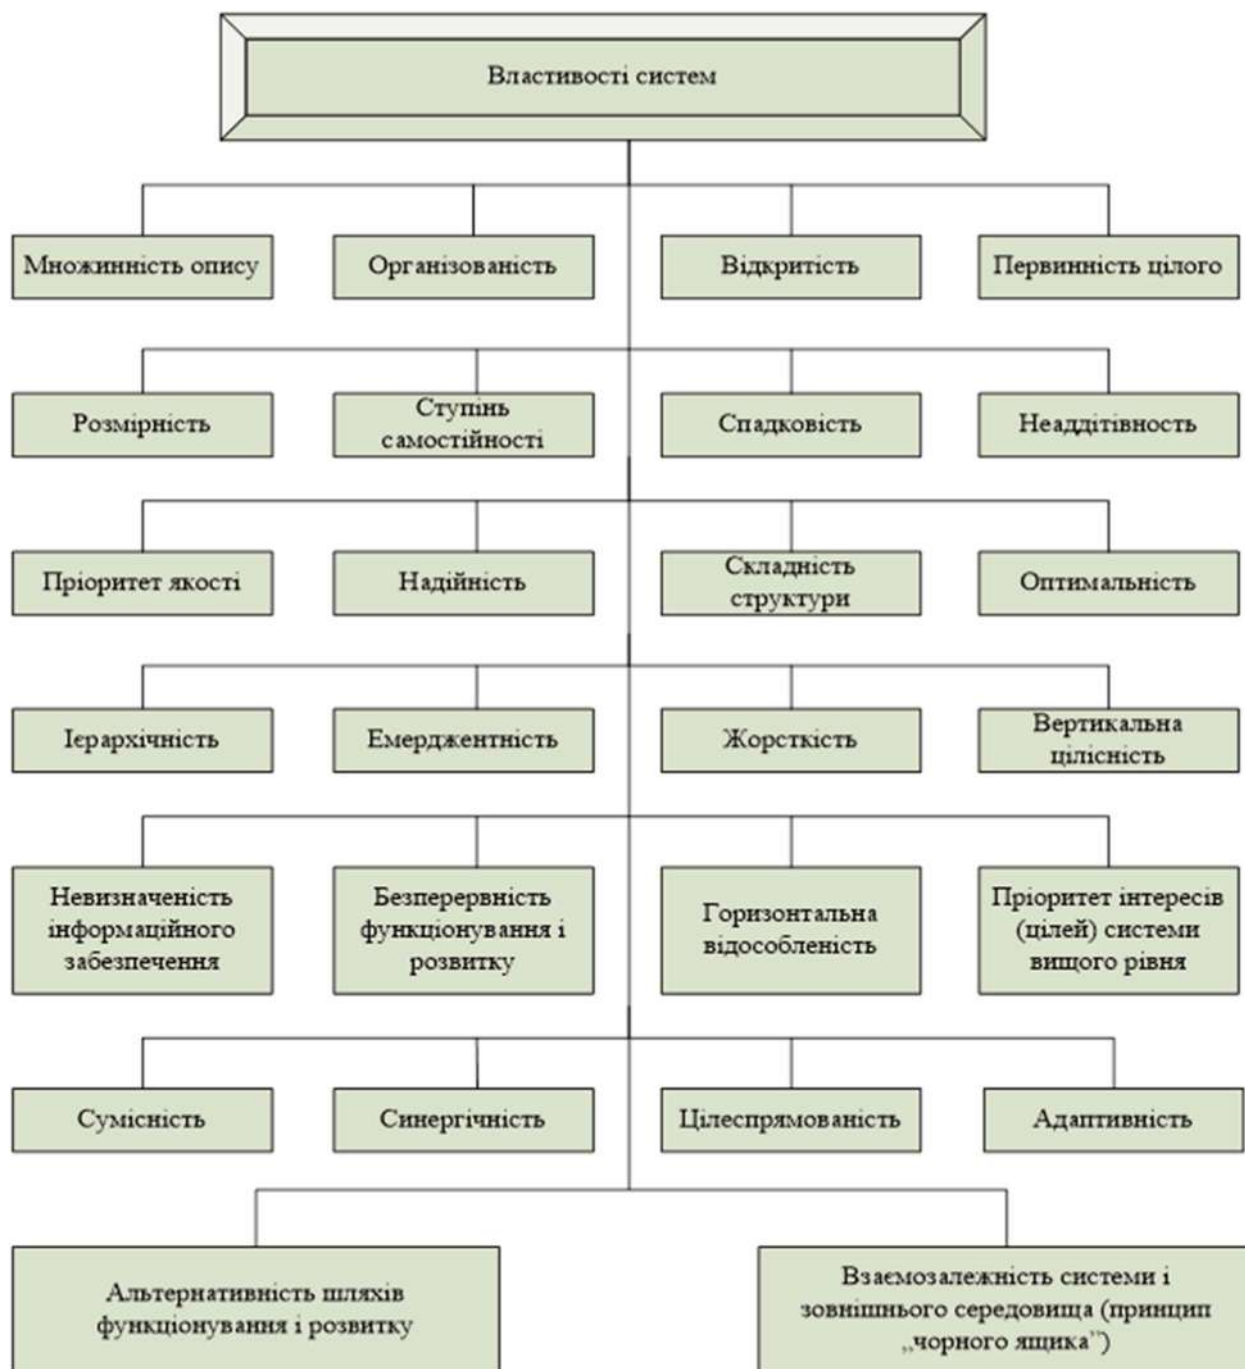 Властивості систем
Множинність опису
Організованість
Відкритість
Первинність цілого
Розмірність
Ступінь
самостійності
Спадковість
Неаддітівность
Пріоритет якості
Надійність
Складність
структури
Оптимальність
Ієрархічність
Емерджентність
Жорсткість
Вертикальна
цілісність
Невизначеність
інформаційного
забезпечення
Безперервність
функціонування і
розвитку
Горизонтальна
відособленість
Пріоритет інтересів
(цілей) системи
вищого рівня
Сумісність
Синергічність
Цілеспрямованість
Адаптивність
Альтернативність шляхів
функціонування і розвитку
Взаємозалежність системи і
зовнішнього середовища (принцип
„чорного ящика”)